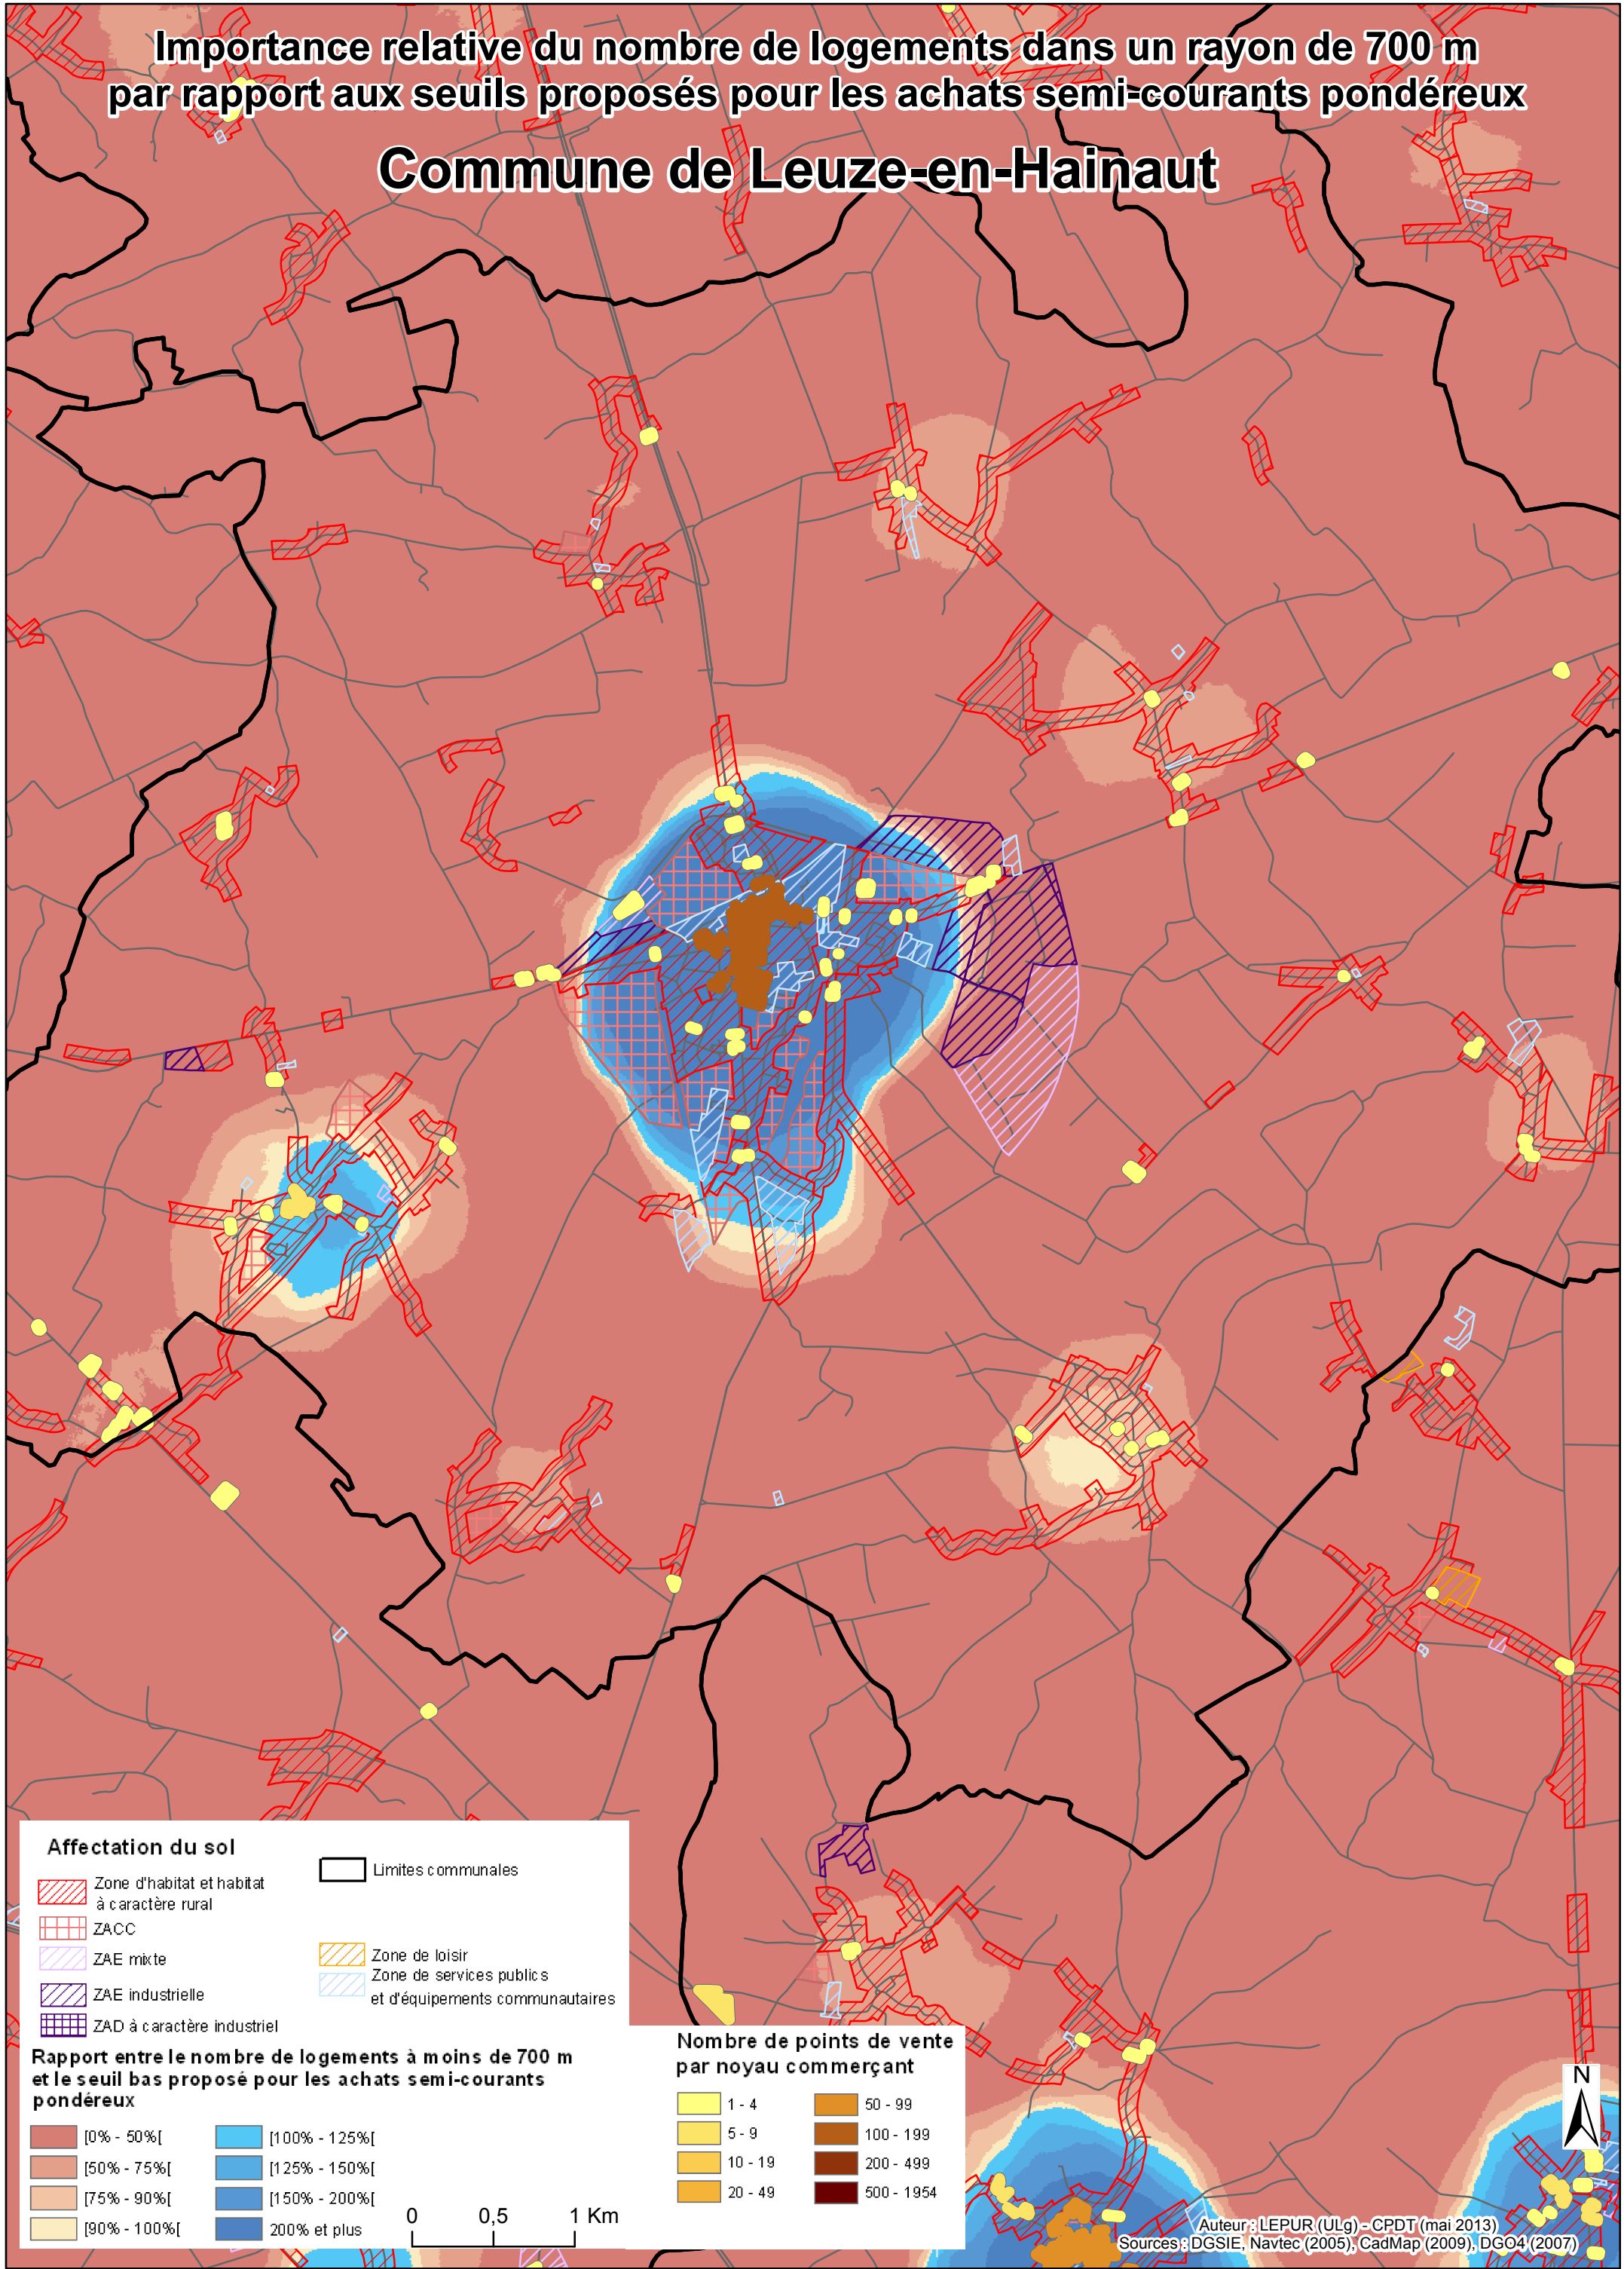 Importance relative du nombre de logements dans un rayon de 700 m
par rapport aux seuils proposés pour les achats semi-courants pondéreux
Commune de Leuze-en-Hainaut
Affectation du sol
Zone d'habitat et habitat
à caractère rural
ZACC
ZAE mixte
ZAE industrielle
ZAD à caractère industriel
Limites communales
Zone de loisir
Zone de services publics
et d'équipements communautaires
Rapport entre le nombre de logements à moins de 700 m
et le seuil bas proposé pour les achats semi-courants
pondéreux
[0% - 50%[
[50% - 75%[
[75% - 90%[
[90% - 100%[
[100% - 125%[
[125% - 150%[
[150% - 200%[
200% et plus
0 0,5 1 Km
Nombre de points de vente
par noyau commerçant
1 - 4
5 - 9
10 - 19
20 - 49
50 - 99
100 - 199
200 - 499
500 - 1954
N
Auteur : LEPUR (ULg) - CPDT (mai 2013)
Sources : DGSIE, Navtec (2005), CadMap (2009), DGO4 (2007)